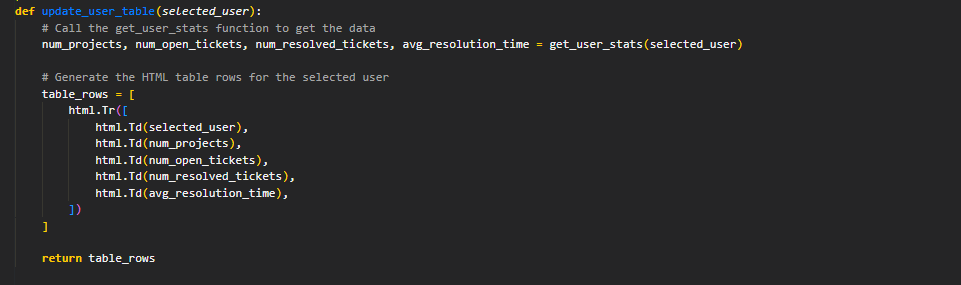 def update_user_table(selected_user):
    # Call the get_user_stats function to get the data
    num_projects, num_open_tickets, num_resolved_tickets, avg_resolution_time = get_user_stats(selected_user)

    # Generate the HTML table rows for the selected user
    table_rows = [
        html.Tr([
            html.Td(selected_user),
            html.Td(num_projects),
            html.Td(num_open_tickets),
            html.Td(num_resolved_tickets),
            html.Td(avg_resolution_time),
        ])
    ]

    return table_rows